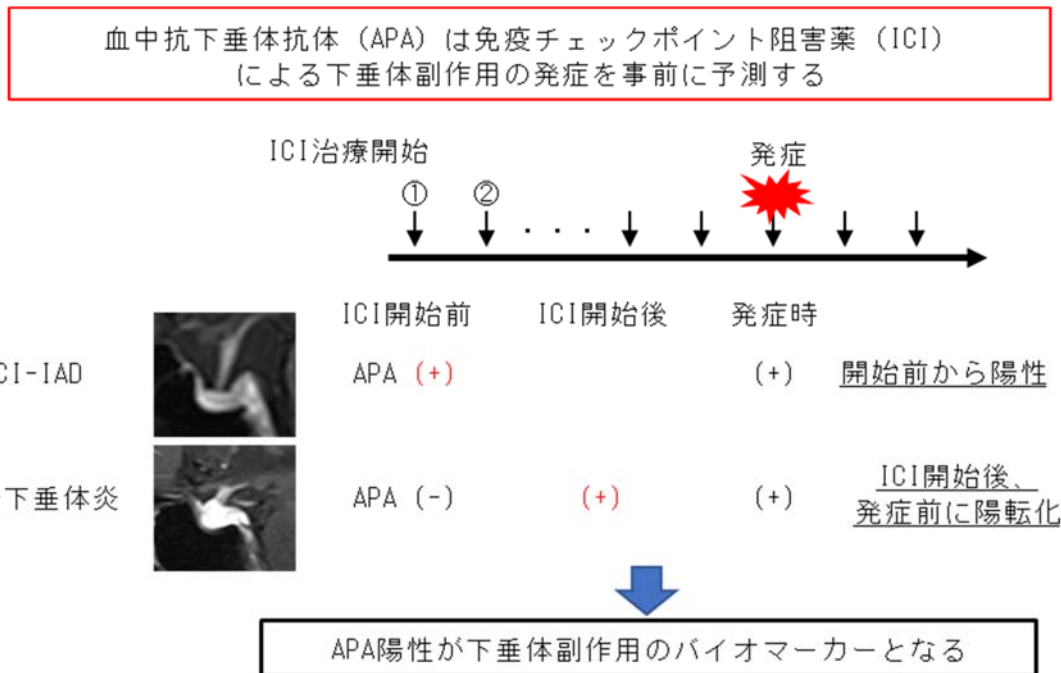 血中抗下垂体抗体（APA）は免疫チェックポイント阻害薬（ICI）
による下垂体副作用の発症を事前に予測する
ICI治療開始
発症
① ②
・・・
ICI開始前 ICI開始後 発症時
CI-IAD APA (+) (+) 開始前から陽性
下垂体炎 APA (-) (+) (+) ICI開始後、
発症前に陽転化
APA陽性が下垂体副作用のバイオマーカーとなる